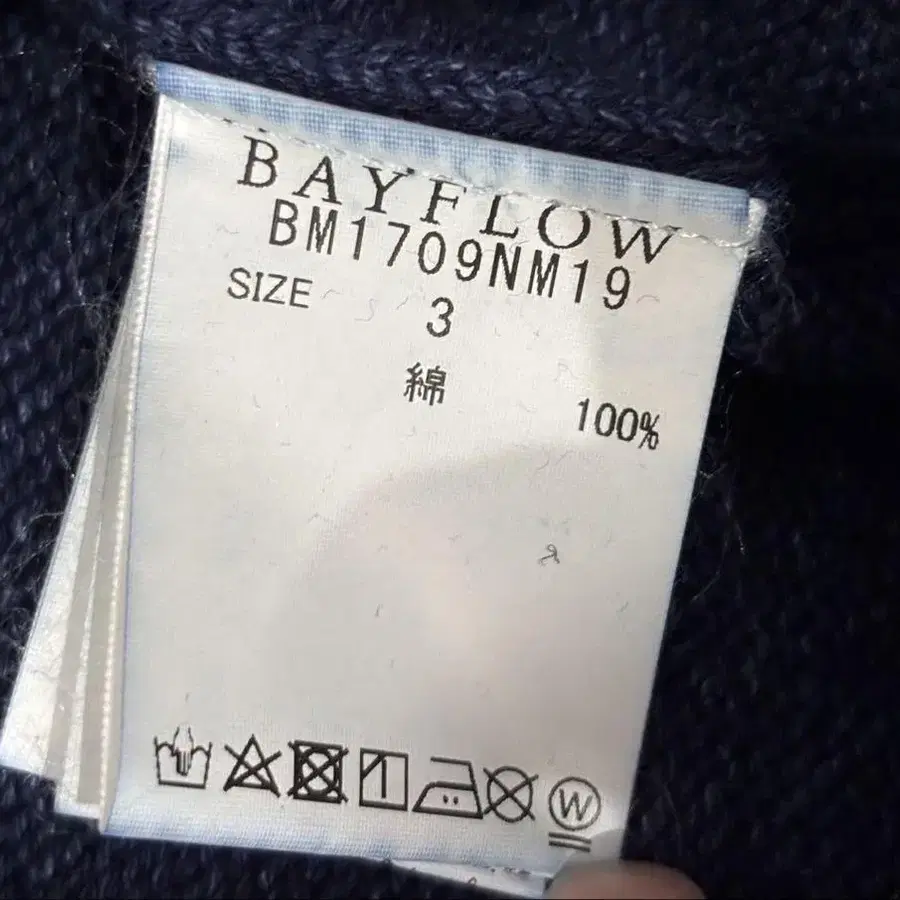 BAYFLOW
BM1709NM19
SIZE 3
綿 100%
W